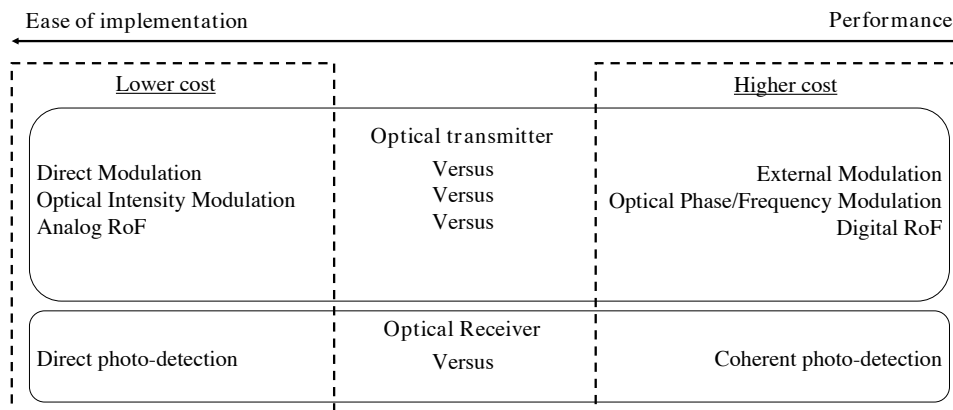 Ease of implementation Performance
Lower cost Higher cost
Optical transmitter
Direct Modulation Versus External Modulation
Optical Intensity Modulation Versus Optical Phase/Frequency Modulation
Analog RoF Versus Digital RoF
Optical Receiver
Direct photo-detection Versus Coherent photo-detection